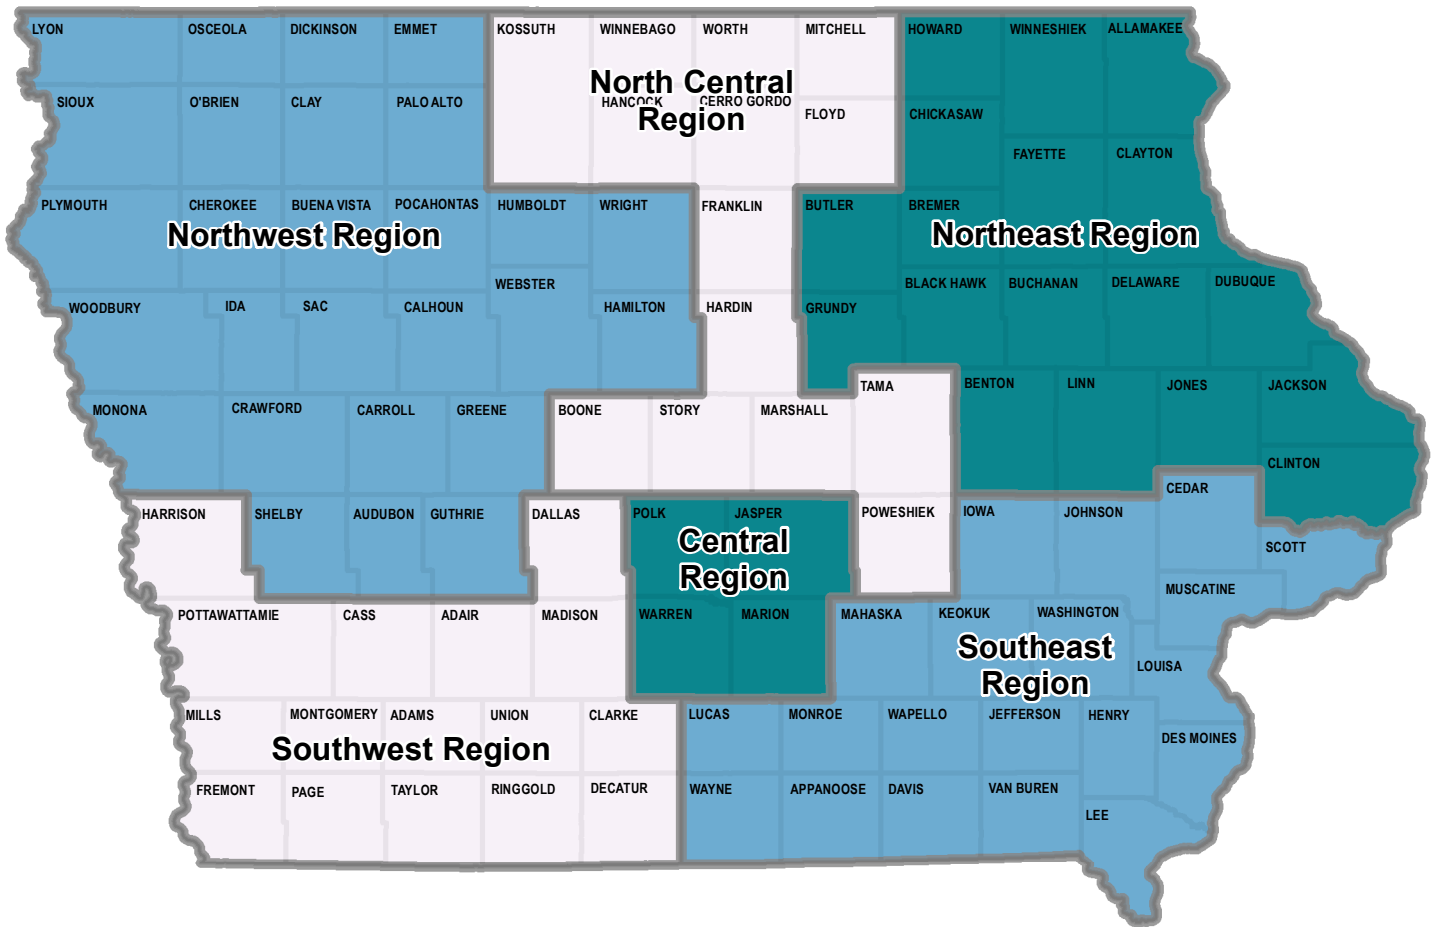 LYON
OSCEOLA
DICKINSON
EMMET
KOSSUTH
WINNEBAGO
WORTH
MITCHELL
HOWARD
WINNESHIEK
ALLAMAKEE
North Central
Region
SIOUX
O'BRIEN
CLAY
PALO ALTO
HANCOCK
CERRO GORDO
FLOYD
CHICKASAW
FAYETTE
CLAYTON
PLYMOUTH
CHEROKEE
BUENA VISTA
POCAHONTAS
HUMBOLDT
WRIGHT
FRANKLIN
BUTLER
BREMER
Northwest Region
Northeast Region
WEBSTER
BLACK HAWK
BUCHANAN
DELAWARE
DUBUQUE
WOODBURY
IDA
SAC
CALHOUN
HAMILTON
HARDIN
GRUNDY
TAMA
BENTON
LINN
JONES
JACKSON
MONONA
CRAWFORD
CARROLL
GREENE
BOONE
STORY
MARSHALL
CLINTON
CEDAR
HARRISON
SHELBY
AUDUBON
GUTHRIE
DALLAS
POLK
JASPER
POWESHIEK
IOWA
JOHNSON
SCOTT
Central
Region
MUSCATINE
POTTAWATTAMIE
CASS
ADAIR
MADISON
WARREN
MARION
MAHASKA
KEOKUK
WASHINGTON
Southeast
Region
LOUISA
MILLS
MONTGOMERY
ADAMS
UNION
CLARKE
LUCAS
MONROE
WAPELLO
JEFFERSON
HENRY
DES MOINES
Southwest Region
FREMONT
PAGE
TAYLOR
RINGGOLD
DECATUR
WAYNE
APPANOOSE
DAVIS
VAN BUREN
LEE